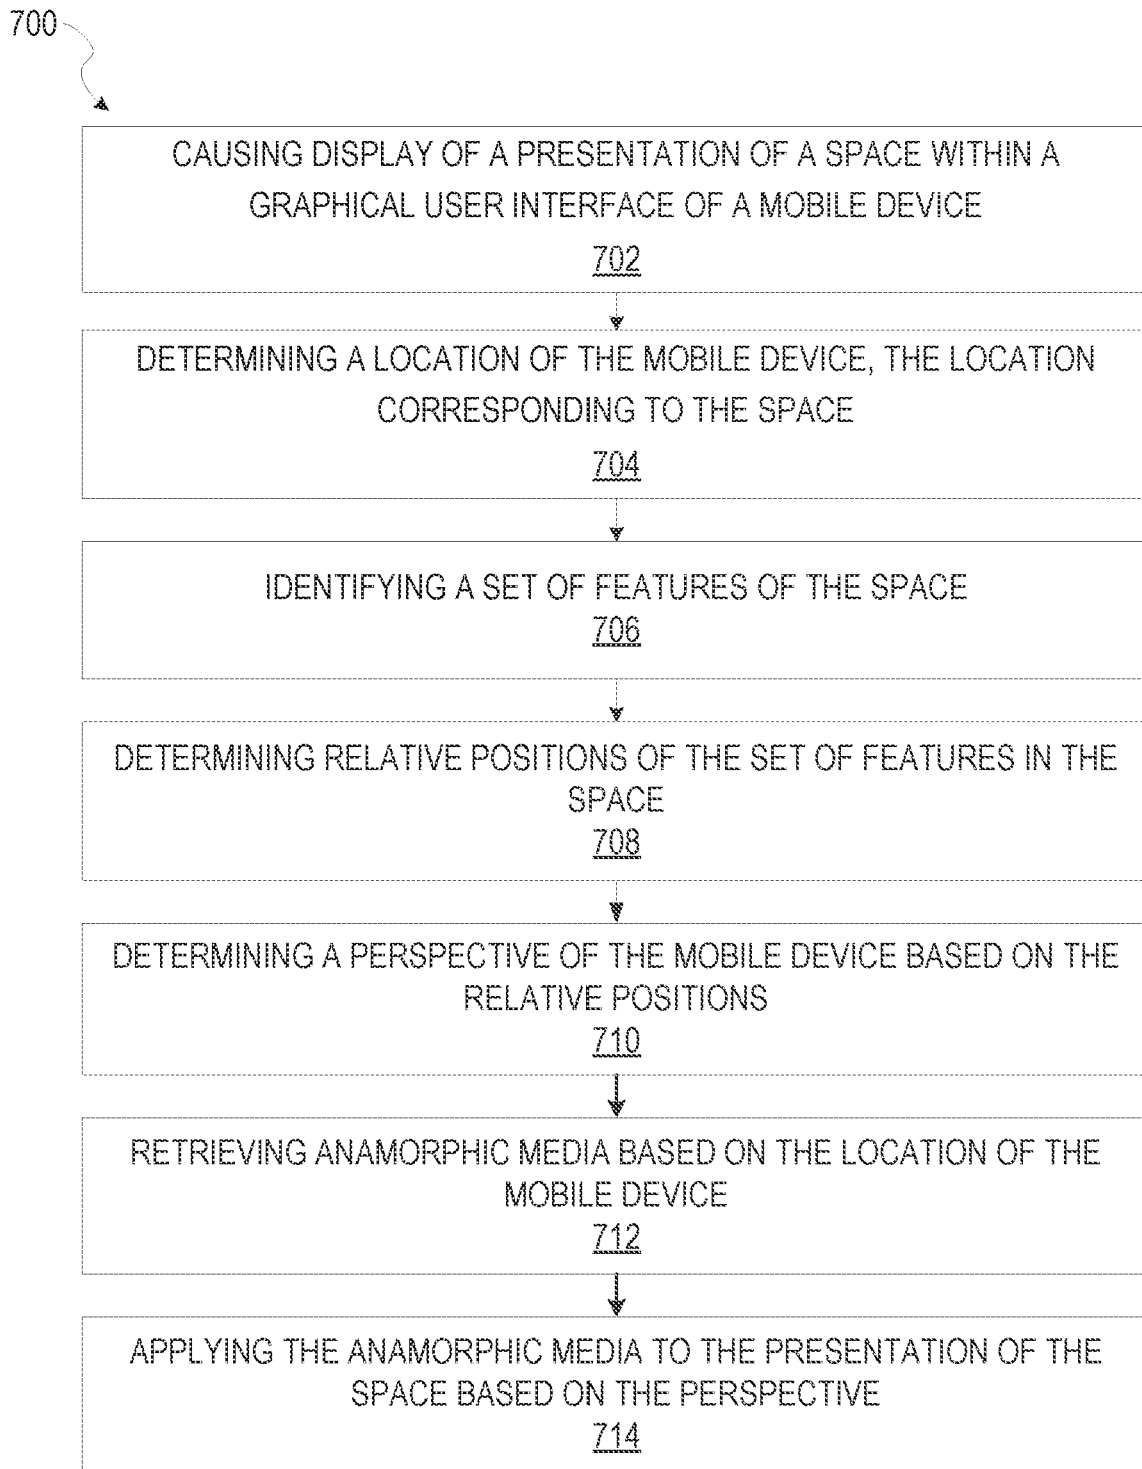 700
CAUSING DISPLAY OF A PRESENTATION OF A SPACE WITHIN A
GRAPHICAL USER INTERFACE OF A MOBILE DEVICE
702
DETERMINING A LOCATION OF THE MOBILE DEVICE, THE LOCATION
CORRESPONDING TO THE SPACE
704
IDENTIFYING A SET OF FEATURES OF THE SPACE
706
DETERMINING RELATIVE POSITIONS OF THE SET OF FEATURES IN THE
SPACE
708
DETERMINING A PERSPECTIVE OF THE MOBILE DEVICE BASED ON THE
RELATIVE POSITIONS
710
RETRIEVING ANAMORPHIC MEDIA BASED ON THE LOCATION OF THE
MOBILE DEVICE
712
APPLYING THE ANAMORPHIC MEDIA TO THE PRESENTATION OF THE
SPACE BASED ON THE PERSPECTIVE
714